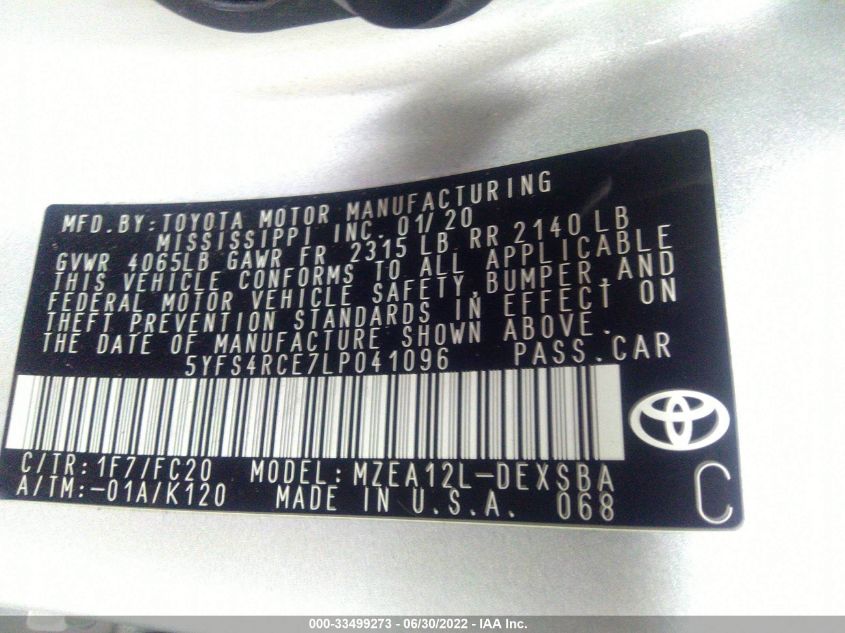 MFD.BY:TOYOTA MOTOR MANUFACTURING
MISSISSIPPI INC. 01/20
GVWR 4065LB GAWR FR 2315 LB RR 2140 LB
THIS VEHICLE CONFORMS TO ALL APPLICABLE
FEDERAL MOTOR VEHICLE SAFETY,BUMPER,AND
THEFT PREVENTION STANDARDS IN EFFECT ON
THE DATE OF MANUFACTURE SHOWN ABOVE.
5YFS4RCE7LP041096 PASS.CAR
C/TR:1F7/FC20 MODEL:MZEA12L-DEXSBA
A/TM:-01A/K120 MADE IN U.S.A. 068
C
000-33499273 - 06/30/2022 - IAA Inc.